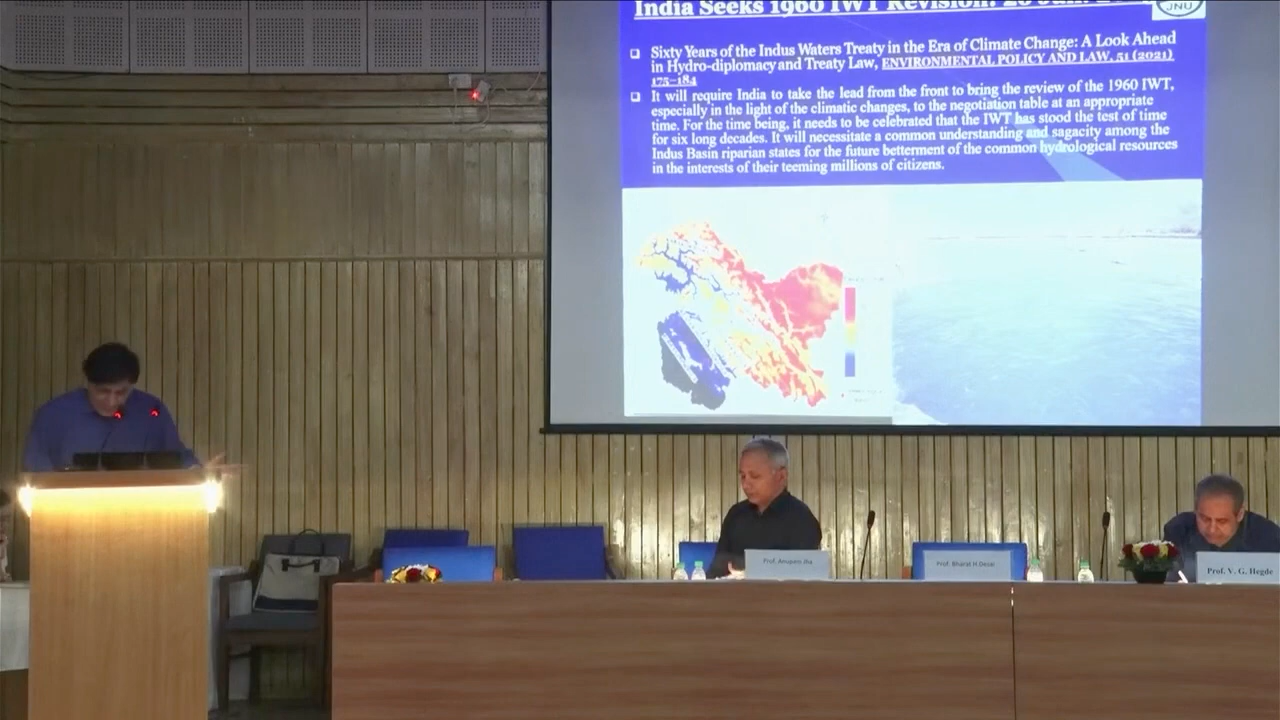 India Seeks 1960 IWT Revision:
JNU
❑ Sixty Years of the Indus Waters Treaty in the Era of Climate Change: A Look Ahead
in Hydro-diplomacy and Treaty Law, ENVIRONMENTAL POLICY AND LAW, 51 (2021)
175–184
❑ It will require India to take the lead from the front to bring the review of the 1960 IWT,
especially in the light of the climatic changes, to the negotiation table at an appropriate
time. For the time being, it needs to be celebrated that the IWT has stood the test of time
for six long decades. It will necessitate a common understanding and sagacity among the
Indus Basin riparian states for the future betterment of the common hydrological resources
in the interests of their teeming millions of citizens.
Prof. Anupam Jha
Prof. Bharat H Desai
Prof. V. G. Hegde